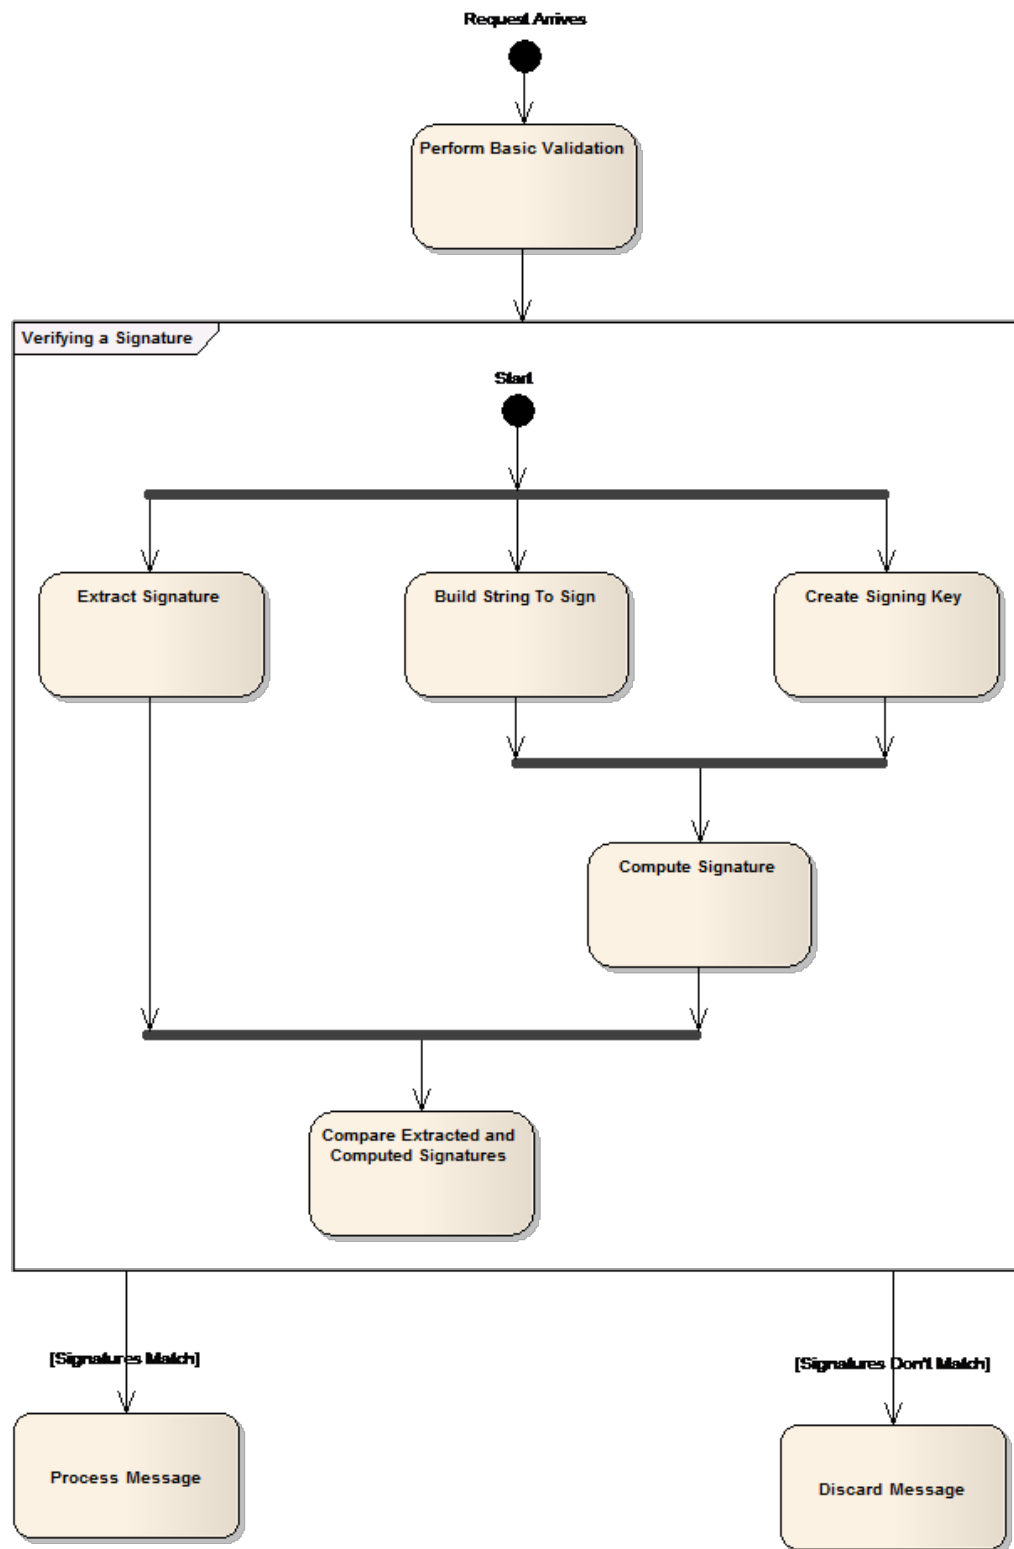 Request Arrives
Perform Basic Validation
Verifying a Signature
Start
Extract Signature
Build String To Sign
Create Signing Key
Compute Signature
Compare Extracted and
Computed Signatures
[Signatures Match]
[Signatures Don't Match]
Process Message
Discard Message